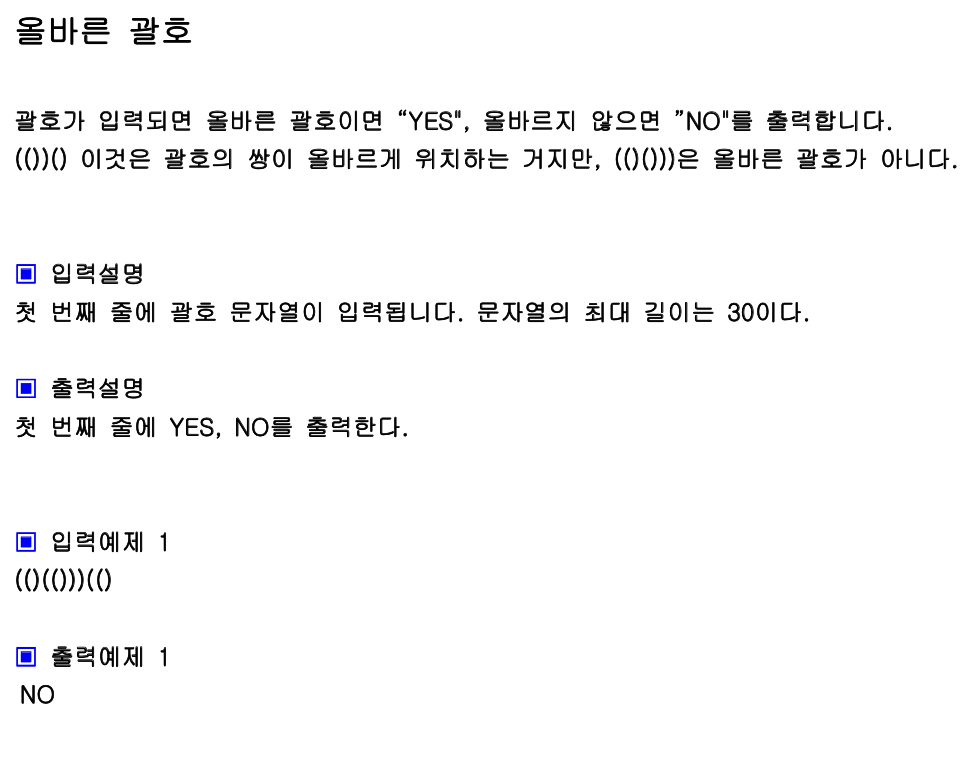 올바른 괄호
괄호가 입력되면 올바른 괄호이면 “YES", 올바르지 않으면 ”NO"를 출력합니다.
(())() 이것은 괄호의 쌍이 올바르게 위치하는 거지만, (()()))은 올바른 괄호가 아니다.
▣ 입력설명
첫 번째 줄에 괄호 문자열이 입력됩니다. 문자열의 최대 길이는 30이다.
▣ 출력설명
첫 번째 줄에 YES, NO를 출력한다.
▣ 입력예제 1
(()(()))(()
▣ 출력예제 1
NO